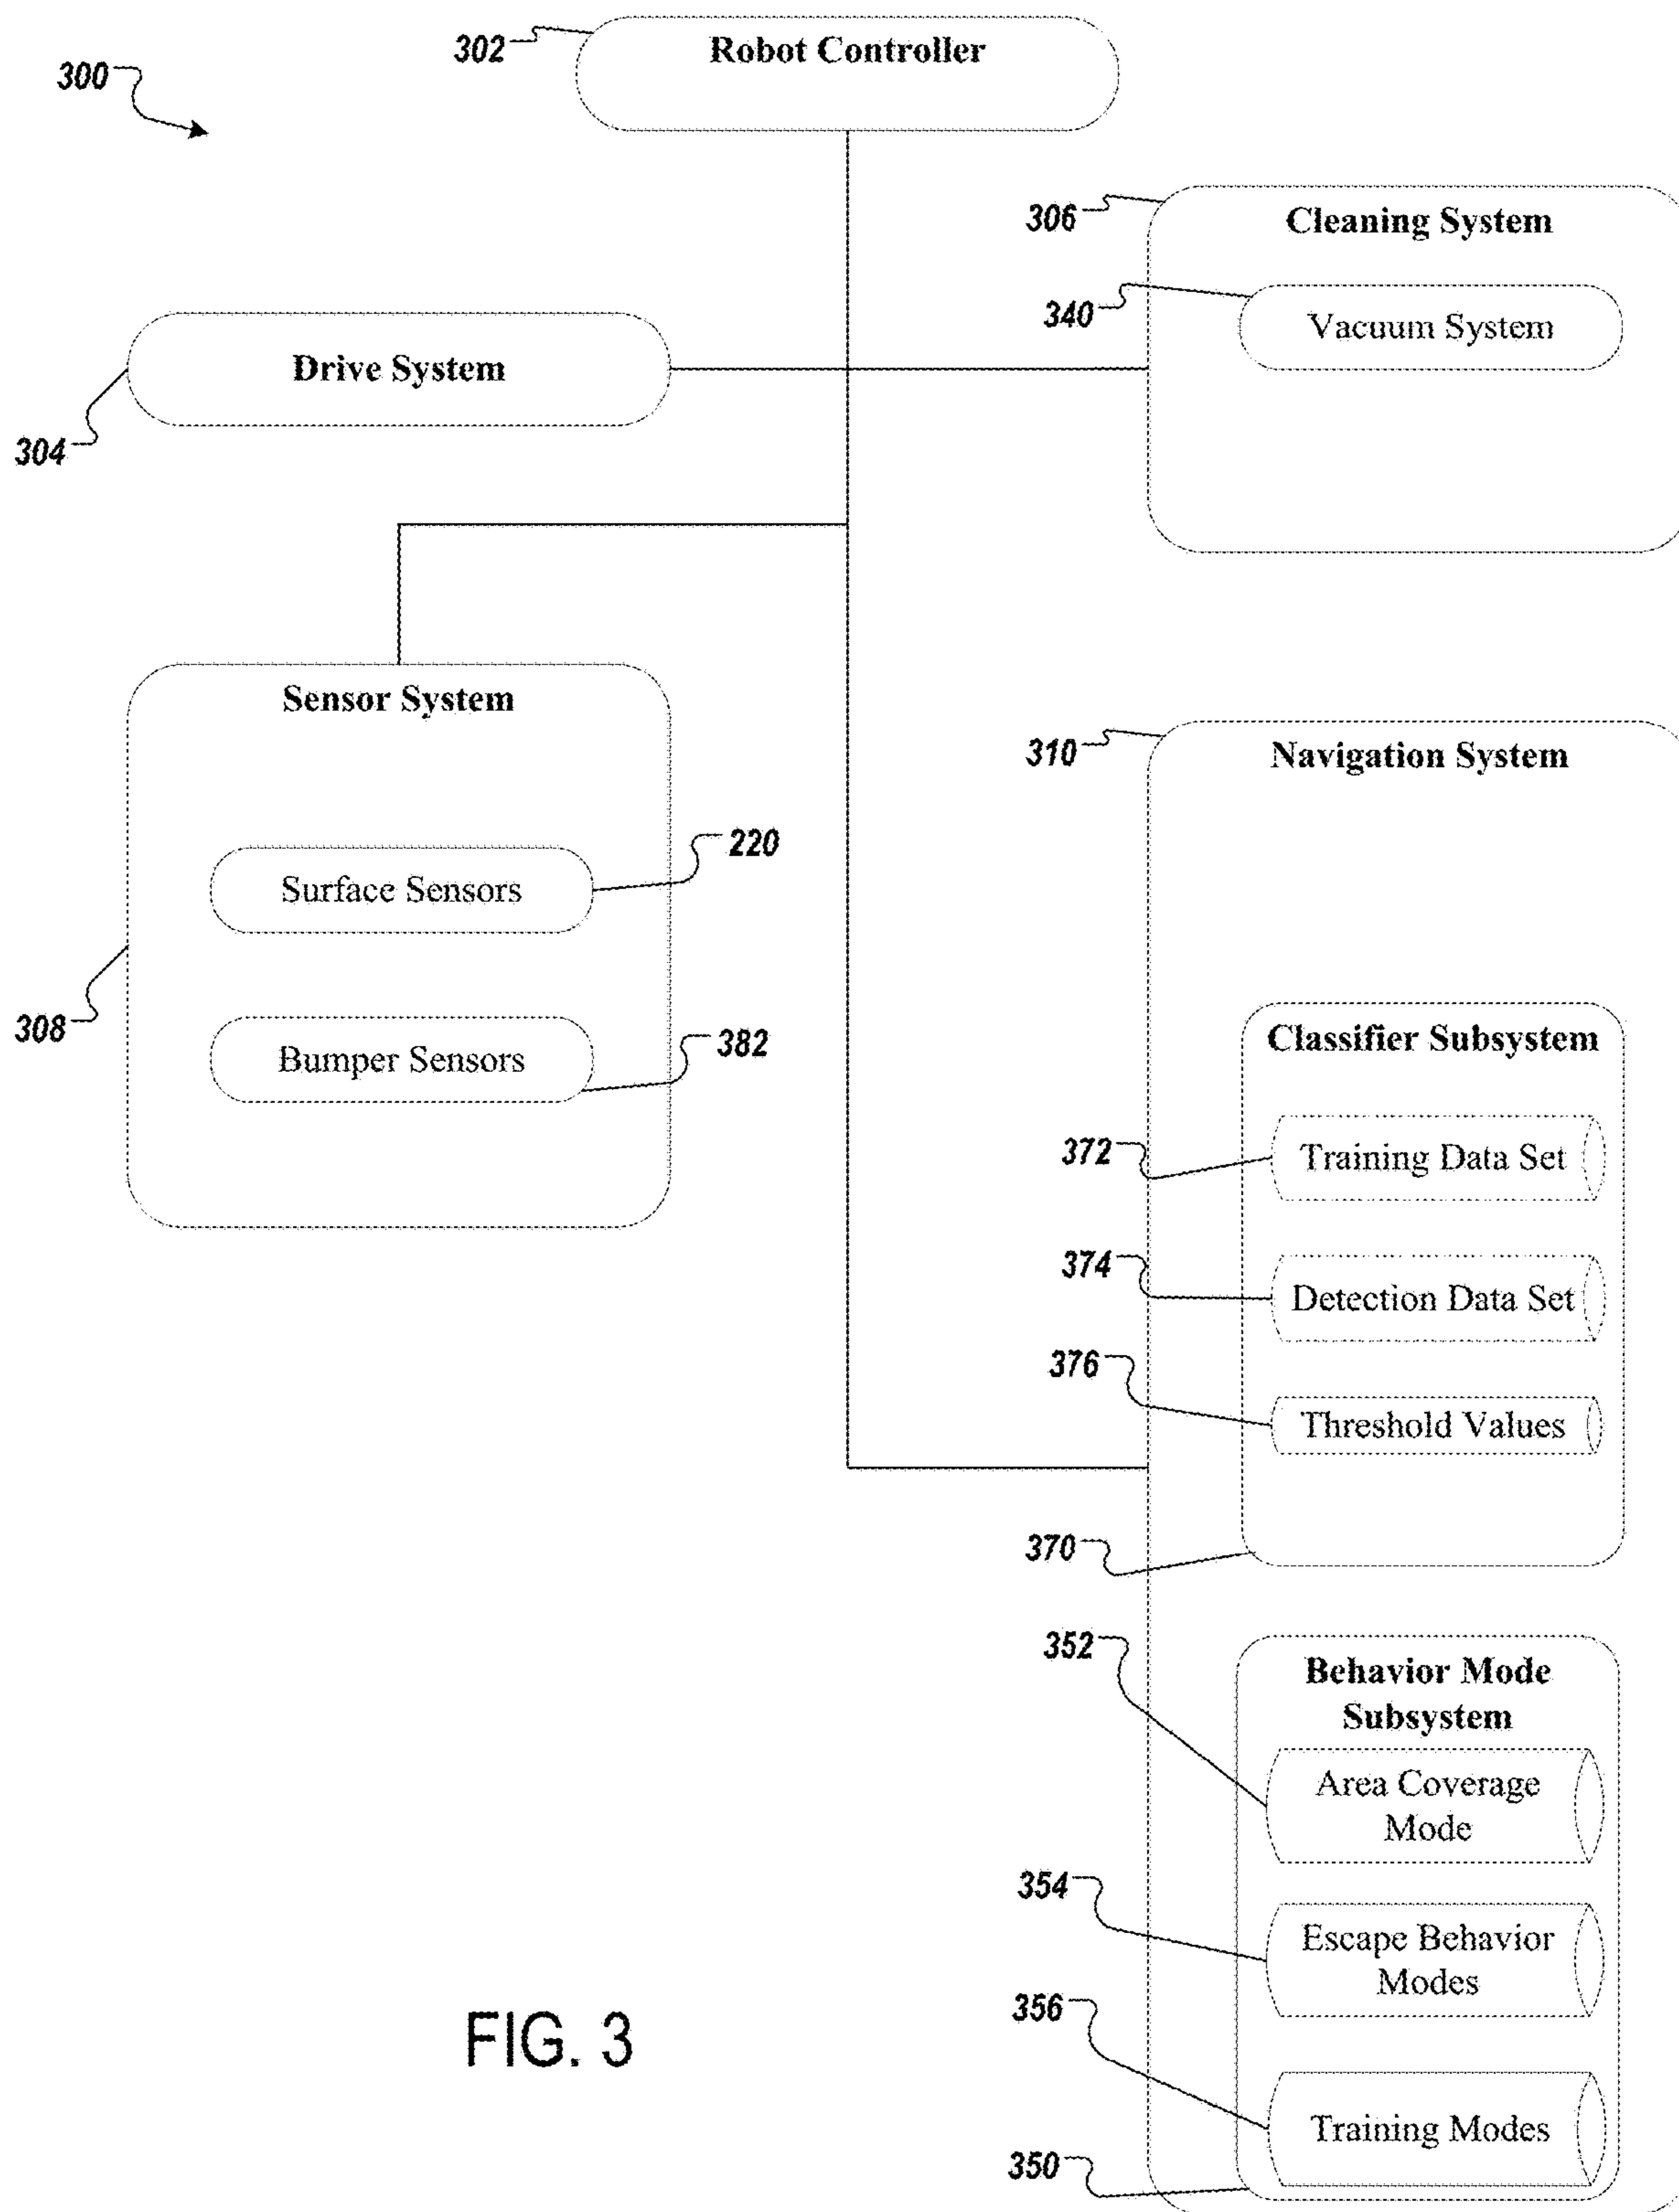 302
Robot Controller
300
306
Cleaning System
340
Vacuum System
Drive System
304
Sensor System
220
Surface Sensors
308
Bumper Sensors
382
310
Navigation System
Classifier Subsystem
372
Training Data Set
374
Detection Data Set
376
Threshold Values
370
352
Behavior Mode
Subsystem
Area Coverage
Mode
354
Escape Behavior
Modes
356
Training Modes
350
FIG. 3